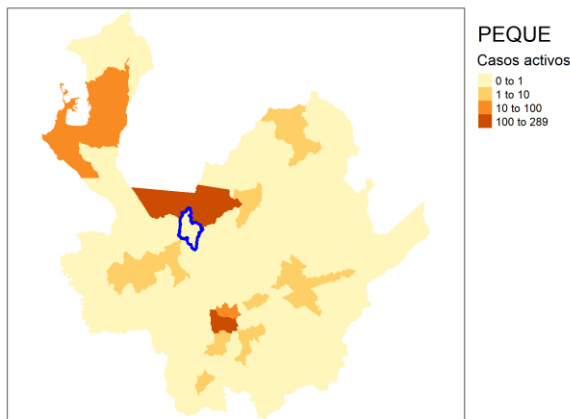 PEQUE
Casos activos
0 to 1
1 to 10
10 to 100
100 to 289